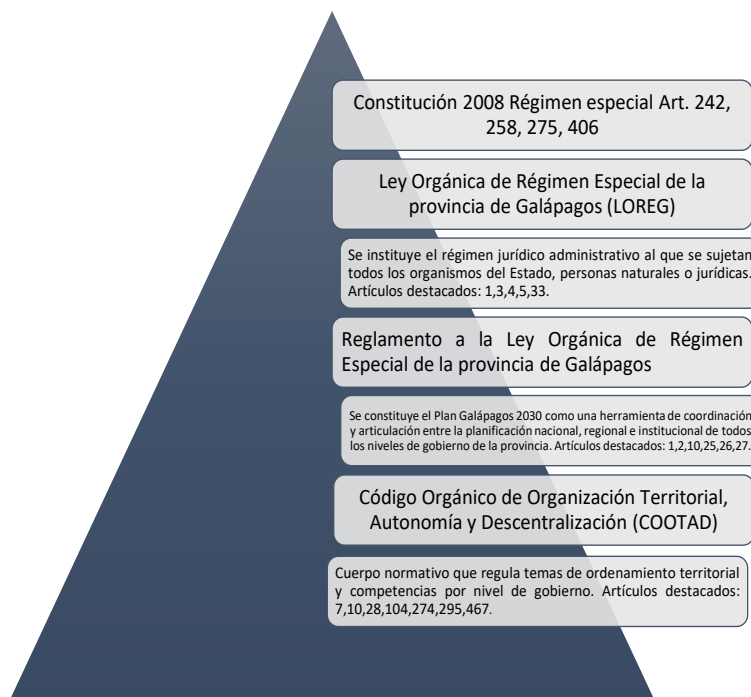 Constitución 2008 Régimen especial Art. 242,
258, 275, 406
Ley Orgánica de Régimen Especial de la
provincia de Galápagos (LOREG)
Se instituye el régimen jurídico administrativo al que se sujetan
todos los organismos del Estado, personas naturales o jurídicas.
Artículos destacados: 1,3,4,5,33.
Reglamento a la Ley Orgánica de Régimen
Especial de la provincia de Galápagos
Se constituye el Plan Galápagos 2030 como una herramienta de coordinación
y articulación entre la planificación nacional, regional e institucional de todos
los niveles de gobierno de la provincia. Artículos destacados: 1,2,10,25,26,27.
Código Orgánico de Organización Territorial,
Autonomía y Descentralización (COOTAD)
Cuerpo normativo que regula temas de ordenamiento territorial
y competencias por nivel de gobierno. Artículos destacados:
7,10,28,104,274,295,467.